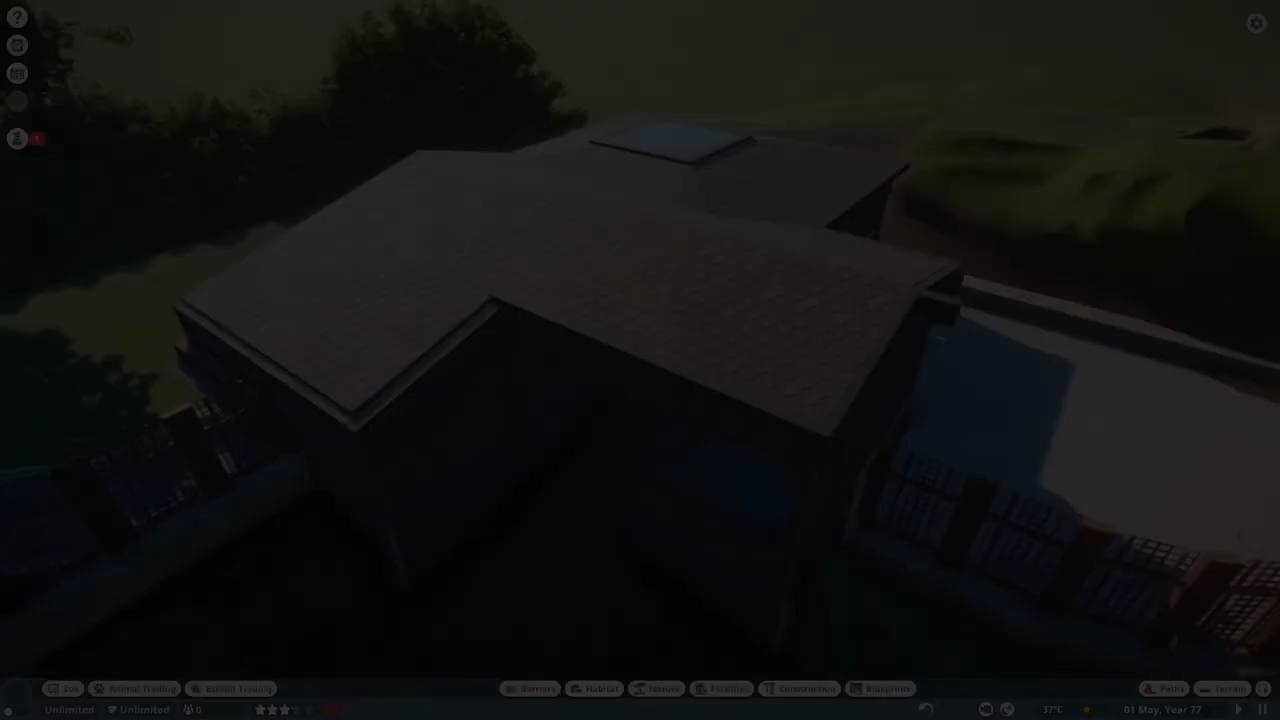 ?
1
Zoo Animal Trading Exhibit Trading Barriers Habitat Nature Facilities Construction Blueprints Paths Terrain
Unlimited Unlimited 0 37°C 01 May, Year 77